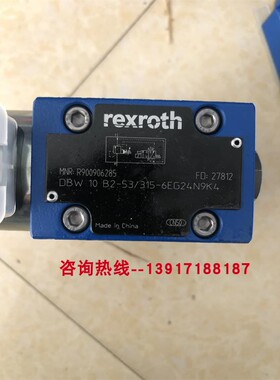 rexroth
MNR: R900906285 FD: 27812
DBW 10 B2-53/315-6EG24N9K4
Made in China
咨询热线--13917188187